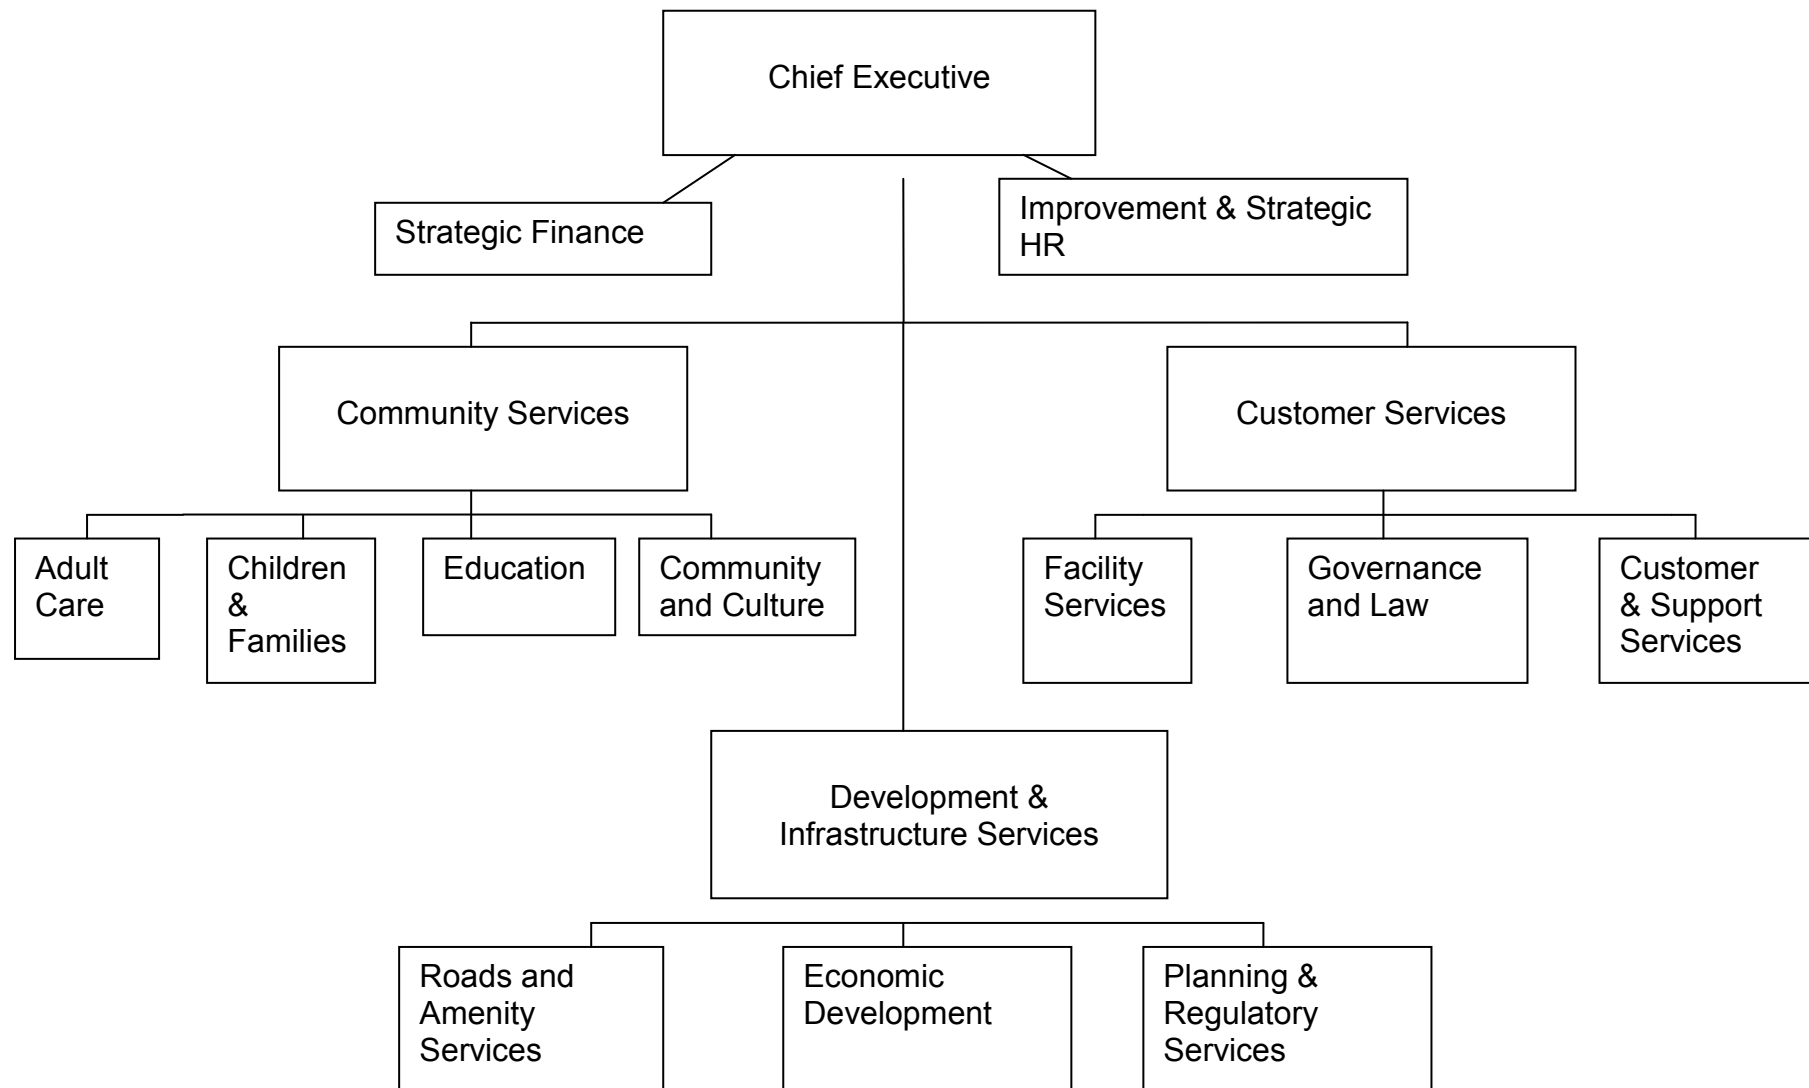 Chief Executive
Strategic Finance
Improvement & Strategic
HR
Community Services
Customer Services
Adult
Care
Children
&
Families
Education
Community
and Culture
Facility
Services
Governance
and Law
Customer
& Support
Services
Development &
Infrastructure Services
Roads and
Amenity
Services
Economic
Development
Planning &
Regulatory
Services